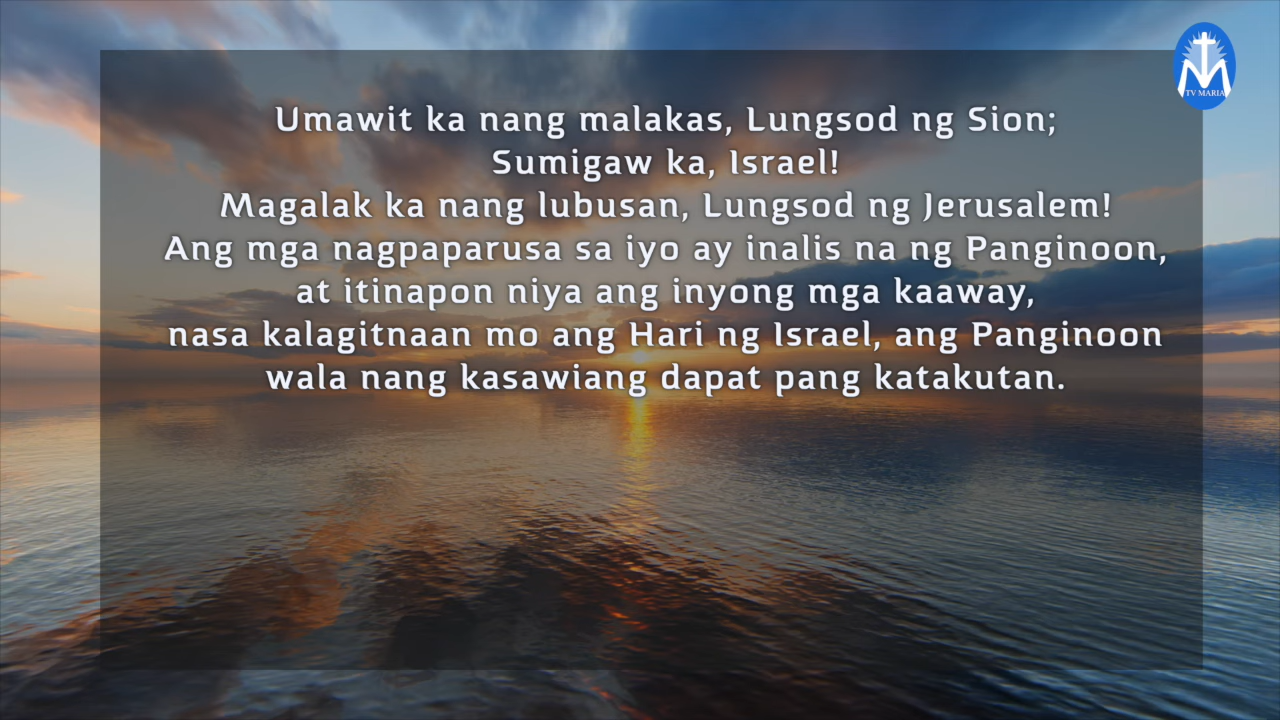 TV MARIA
Umawit ka nang malakas, Lungsod ng Sion;
Sumigaw ka, Israel!
Magalak ka nang lubusan, Lungsod ng Jerusalem!
Ang mga nagpaparusa sa iyo ay inalis na ng Panginoon,
at itinapon niya ang inyong mga kaaway,
nasa kalagitnaan mo ang Hari ng Israel, ang Panginoon
wala nang kasawiang dapat pang katakutan.